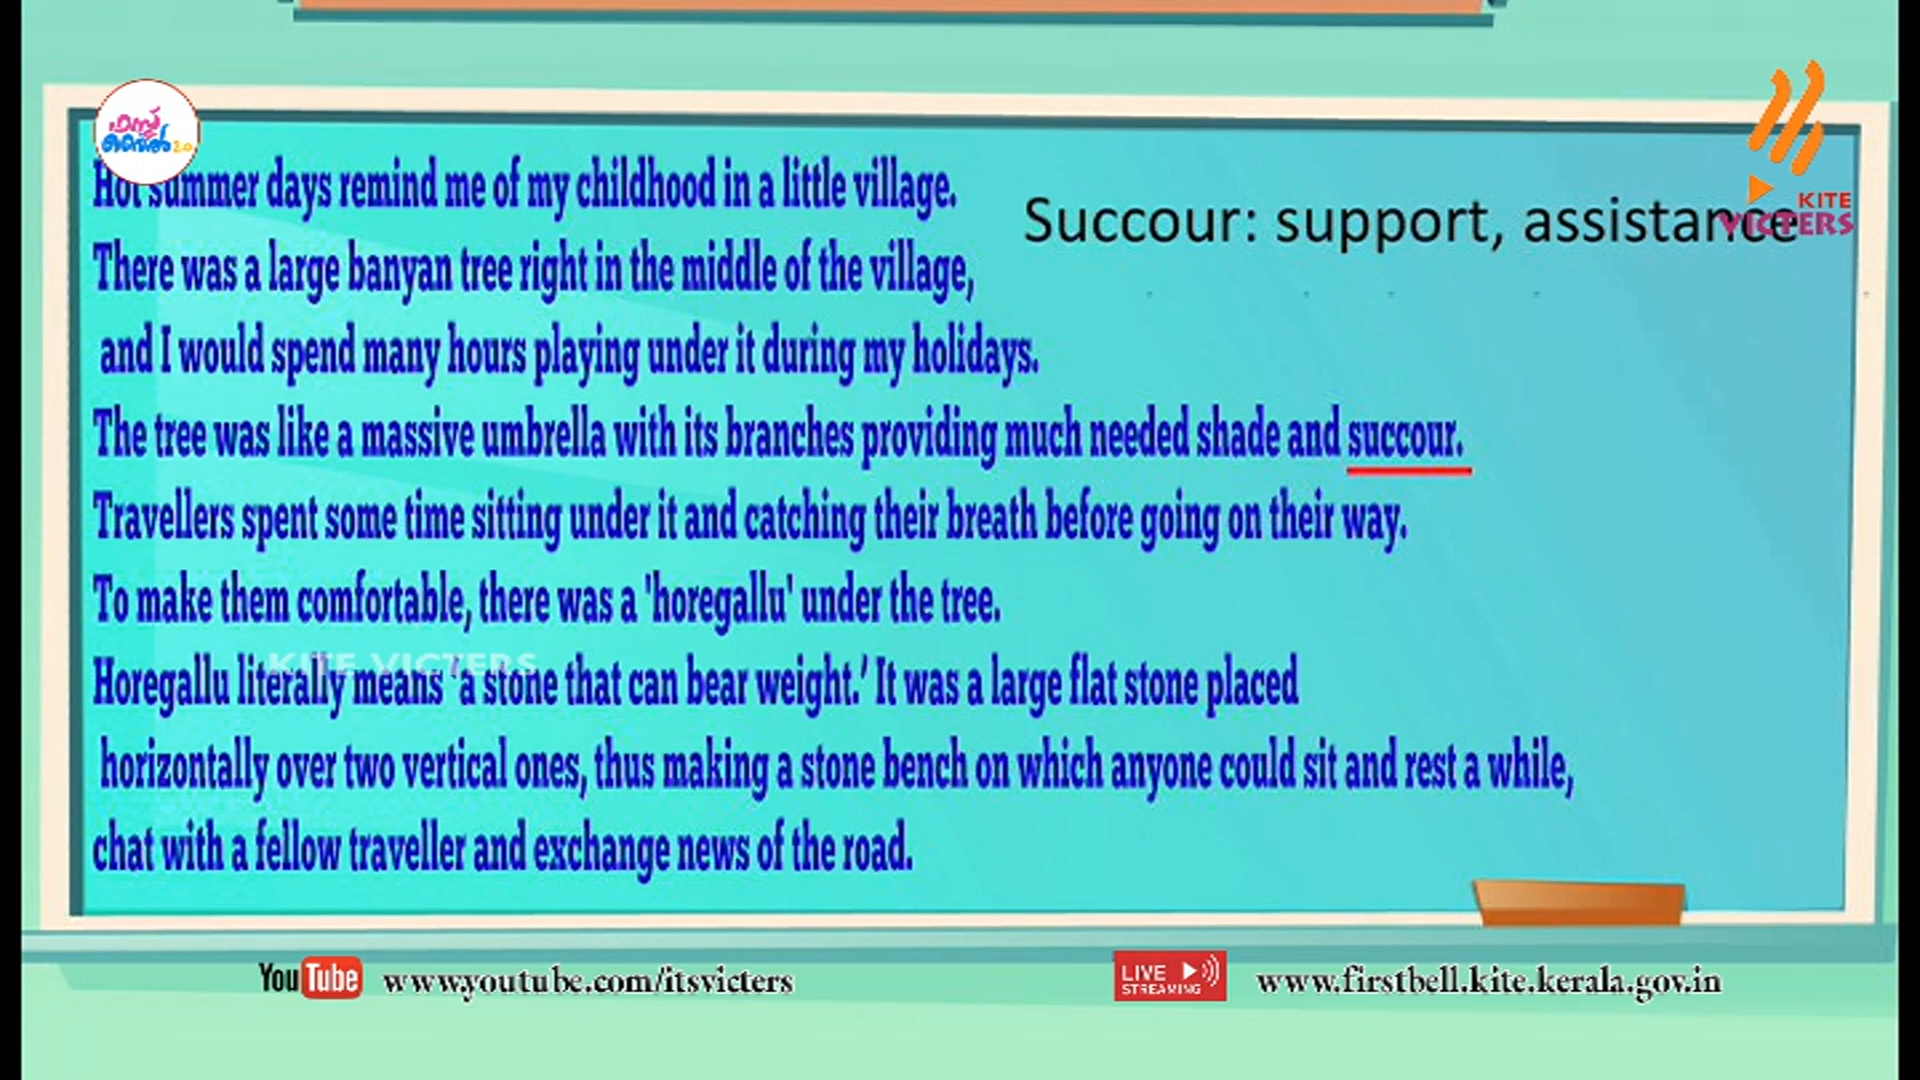 ഫസ്റ്റ്
ബെൽ 2.0
Hot summer days remind me of my childhood in a little village.
Succour: support, assistance
KITE
VICTERS
There was a large banyan tree right in the middle of the village,
and I would spend many hours playing under it during my holidays.
The tree was like a massive umbrella with its branches providing much needed shade and succour.
Travellers spent some time sitting under it and catching their breath before going on their way.
To make them comfortable, there was a 'horegallu' under the tree.
KITE VICTERS
Horegallu literally means ‘a stone that can bear weight.’ It was a large flat stone placed
horizontally over two vertical ones, thus making a stone bench on which anyone could sit and rest a while,
chat with a fellow traveller and exchange news of the road.
YouTube www.youtube.com/itsvicters
LIVE STREAMING www.firstbell.kite.kerala.gov.in